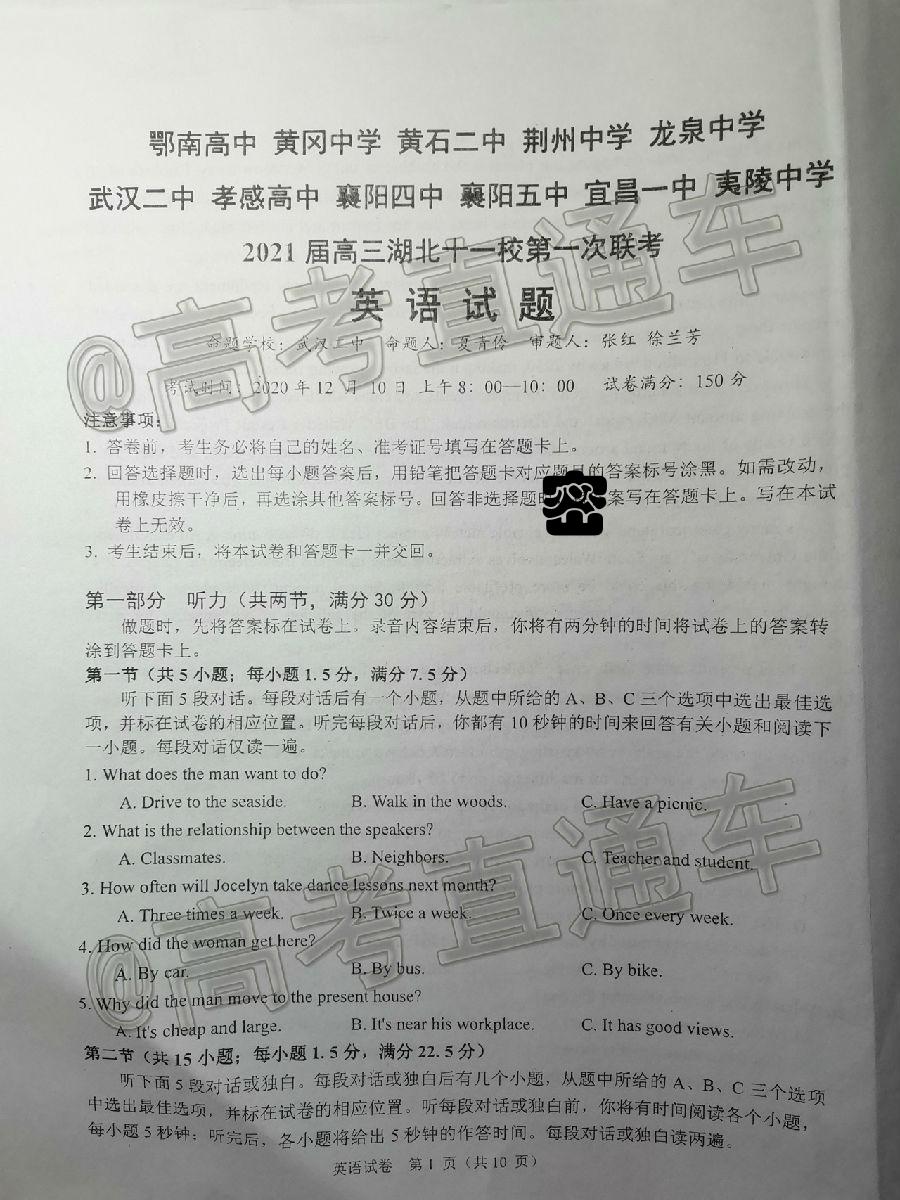 鄂南高中 黄冈中学 黄石二中 荆州中学 龙泉中学
武汉二中 孝感高中 襄阳四中 襄阳五中 宜昌一中 夷陵中学
2021 届高三湖北十一校第一次联考
英 语 试 题
命题学校：武汉二中 命题人：夏青伶 审题人：张红 徐兰芳
考试时间：2020 年 12 月 10 日 上午 8：00—10：00 试卷满分：150 分
注意事项：
1. 答卷前，考生务必将自己的姓名、准考证号填写在答题卡上。
2. 回答选择题时，选出每小题答案后，用铅笔把答题卡对应题目的答案标号涂黑。如需改动，
用橡皮擦干净后，再选涂其他答案标号。回答非选择题时 案写在答题卡上。写在本试
卷上无效。
3. 考生结束后，将本试卷和答题卡一并交回。
第一部分 听力（共两节，满分 30 分）
做题时，先将答案标在试卷上。录音内容结束后，你将有两分钟的时间将试卷上的答案转
涂到答题卡上。
第一节（共 5 小题；每小题 1.5 分，满分 7.5 分）
听下面 5 段对话。每段对话后有一个小题，从题中所给的 A、B、C 三个选项中选出最佳选
项，并标在试卷的相应位置。听完每段对话后，你都有 10 秒钟的时间来回答有关小题和阅读下
一小题。每段对话仅读一遍。
1. What does the man want to do?
A. Drive to the seaside. B. Walk in the woods. C. Have a picnic.
2. What is the relationship between the speakers?
A. Classmates. B. Neighbors. C. Teacher and student.
3. How often will Jocelyn take dance lessons next month?
A. Three times a week. B. Twice a week. C. Once every week.
4. How did the woman get here?
A. By car. B. By bus. C. By bike.
5. Why did the man move to the present house?
A. It's cheap and large. B. It's near his workplace. C. It has good views.
第二节（共 15 小题；每小题 1.5 分，满分 22.5 分）
听下面 5 段对话或独白。每段对话或独白后有几个小题，从题中所给的 A、B、C 三个选项
中选出最佳选项，并标在试卷的相应位置。听每段对话或独白前，你将有时间阅读各个小题，
每小题 5 秒钟；听完后，各小题将给出 5 秒钟的作答时间。每段对话或独白读两遍。
英语试卷 第 1 页（共 10 页）
@高考直通车
@高考直通车